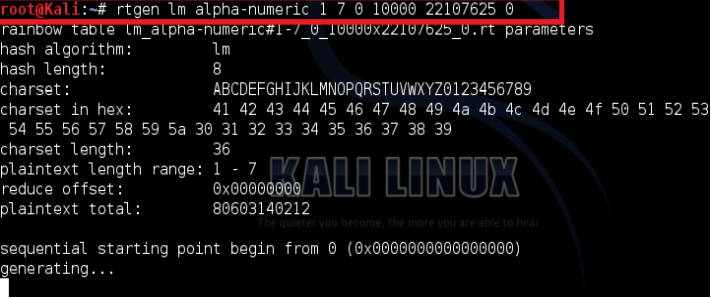 root@Kali:~# rtgen lm alpha-numeric 1 7 0 10000 22107625 0
rainbow table lm_alpha-numeric#1-7_0_10000x22107625_0.rt parameters
hash algorithm: lm
hash length: 8
charset: ABCDEFGHIJKLMNOPQRSTUVWXYZ0123456789
charset in hex: 41 42 43 44 45 46 47 48 49 4a 4b 4c 4d 4e 4f 50 51 52 53
54 55 56 57 58 59 5a 30 31 32 33 34 35 36 37 38 39
charset length: 36
plaintext length range: 1 - 7
reduce offset: 0x00000000
plaintext total: 80603140212
KALI LINUX
The quieter you become, the more you are able to hear
sequential starting point begin from 0 (0x0000000000000000)
generating...